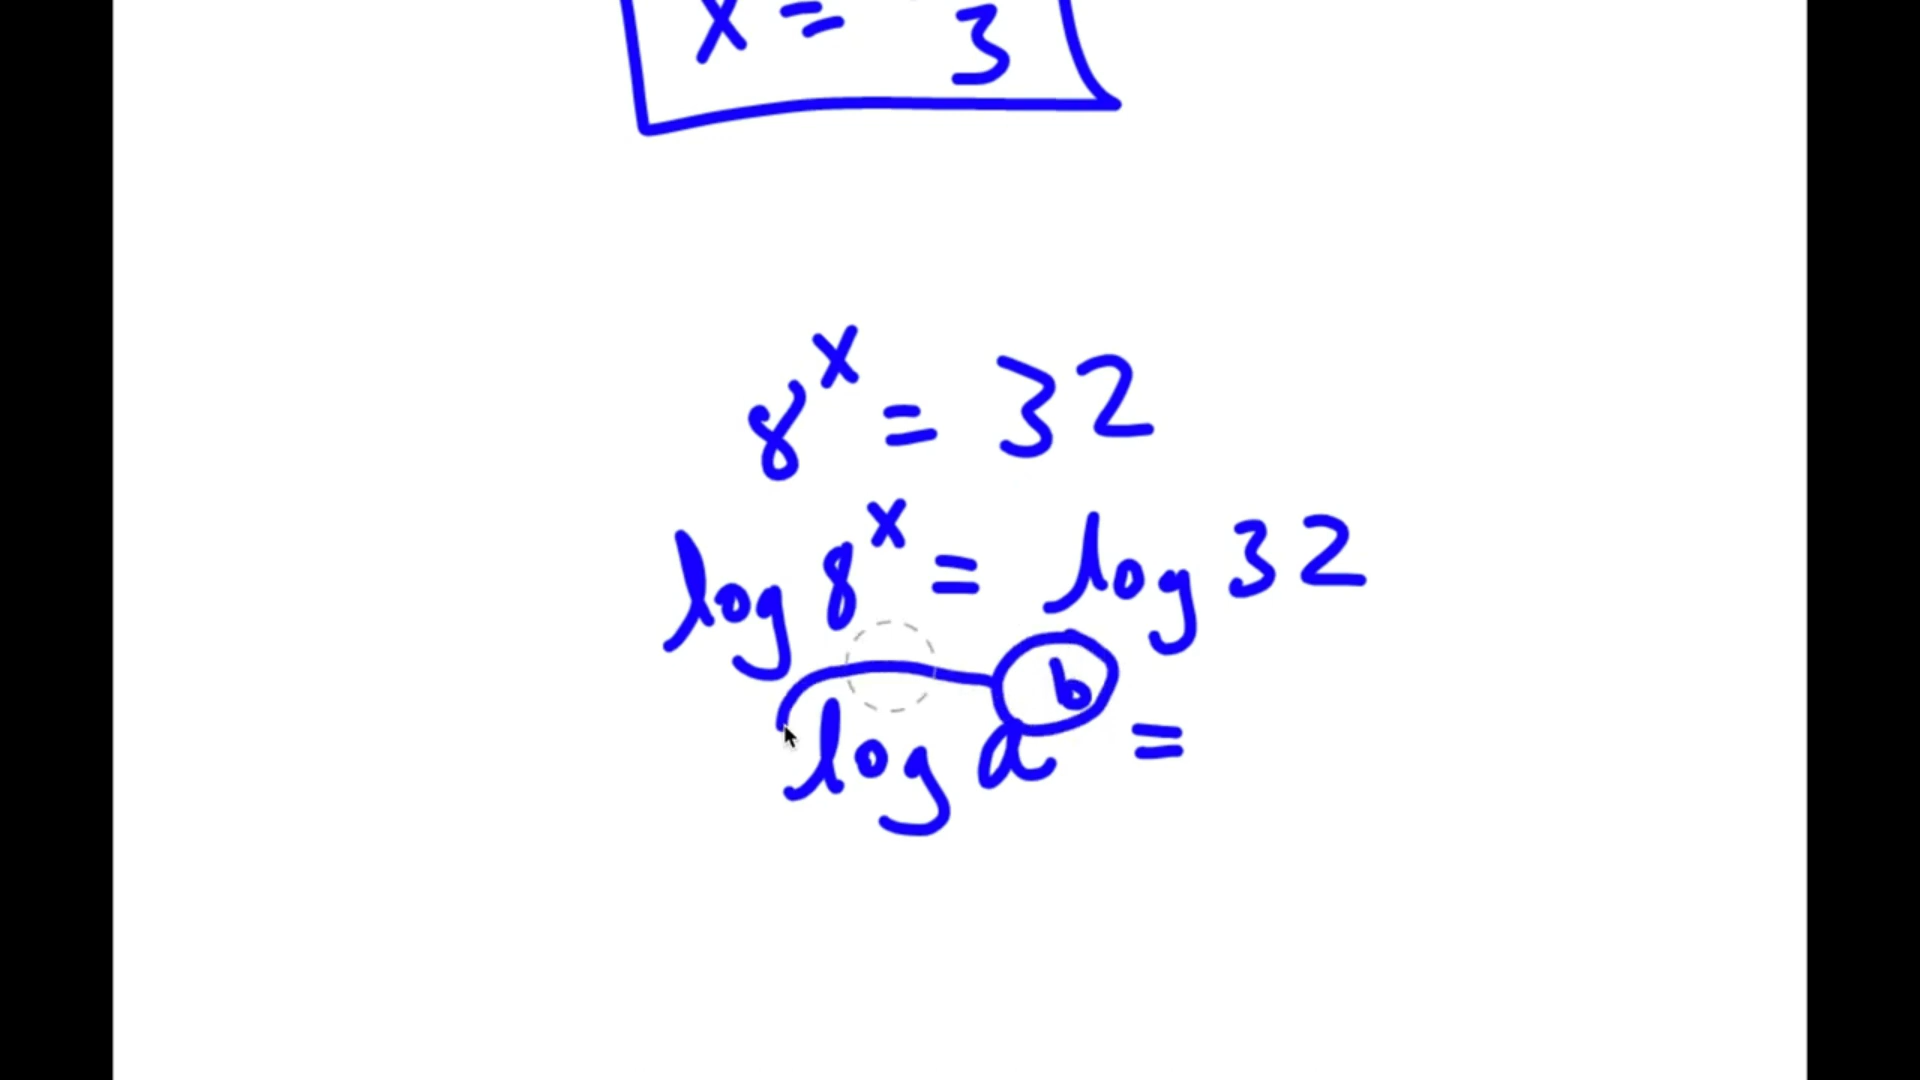 x = 3
8^x = 32
log 8^x = log 32
log a^b =